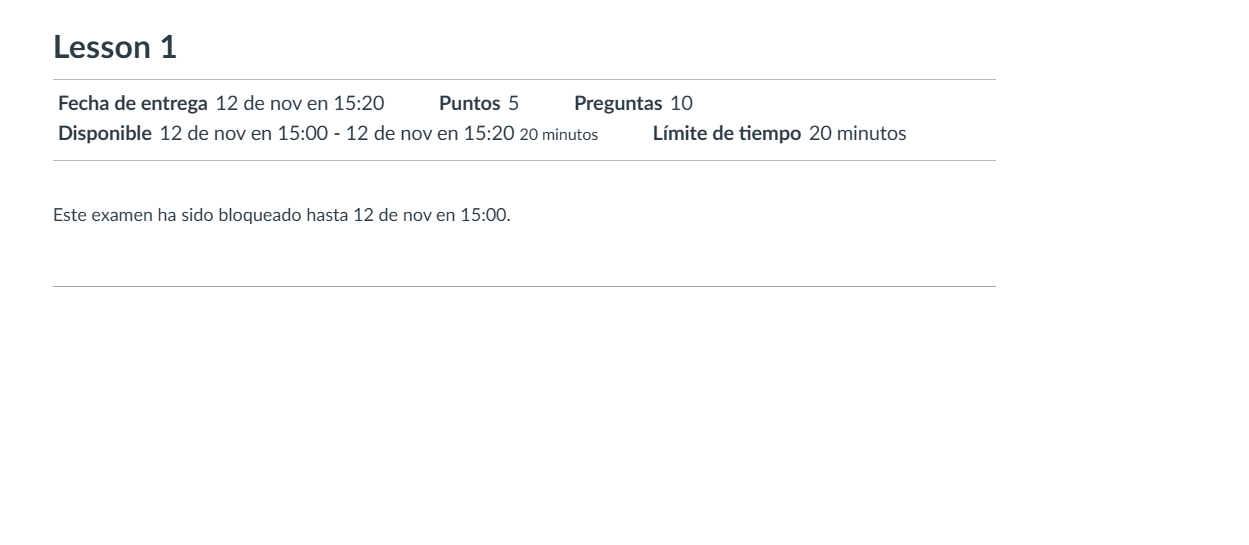 Lesson 1
Fecha de entrega 12 de nov en 15:20 Puntos 5 Preguntas 10
Disponible 12 de nov en 15:00 - 12 de nov en 15:20 20 minutos Límite de tiempo 20 minutos
Este examen ha sido bloqueado hasta 12 de nov en 15:00.